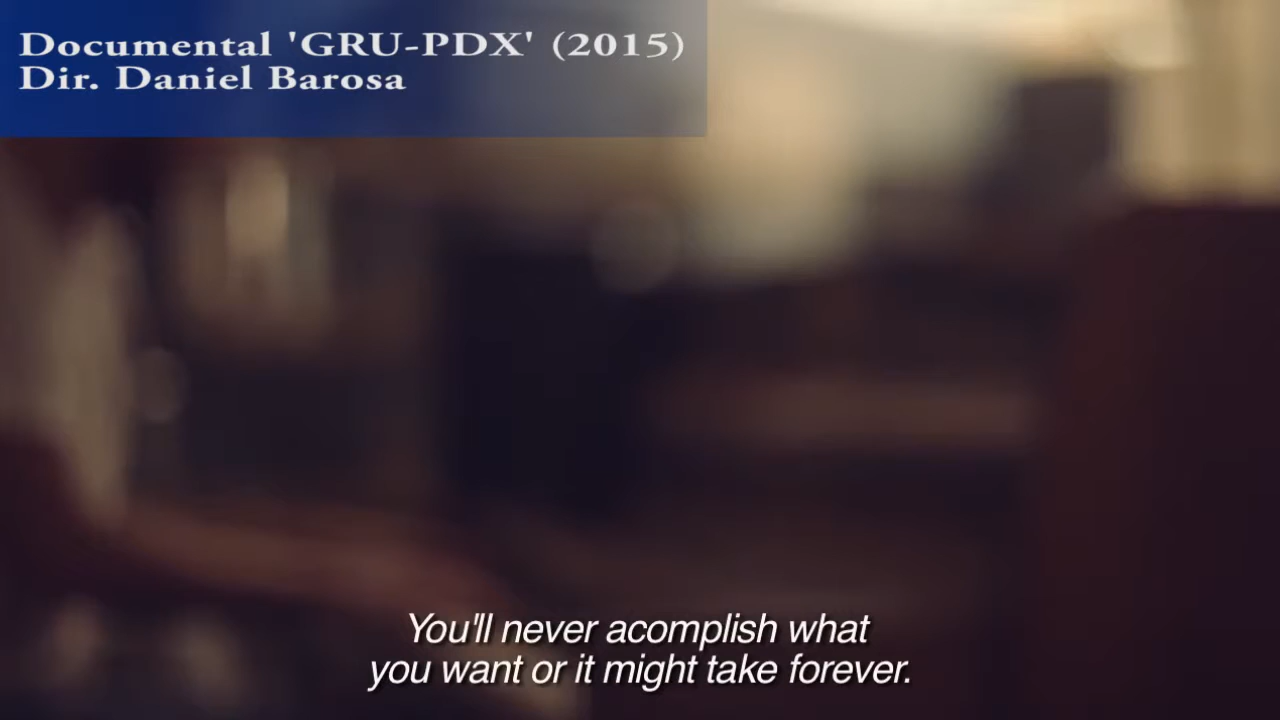 Documental 'GRU-PDX' (2015)
Dir. Daniel Barosa
You'll never acomplish what
you want or it might take forever.